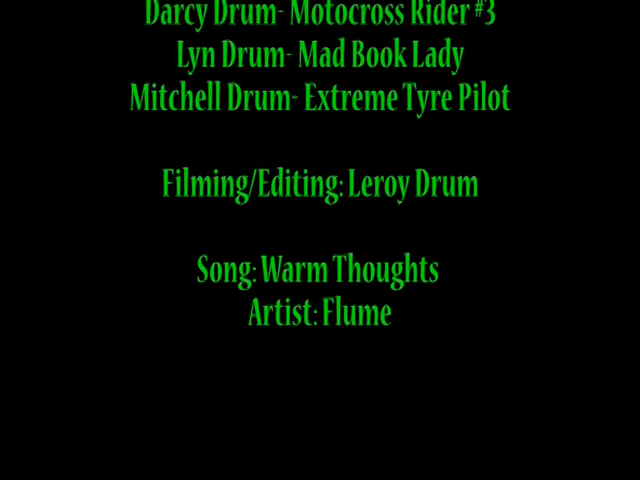 Darcy Drum- Motocross Rider #3
Lyn Drum- Mad Book Lady
Mitchell Drum- Extreme Tyre Pilot
Filming/Editing: Leroy Drum
Song: Warm Thoughts
Artist: Flume